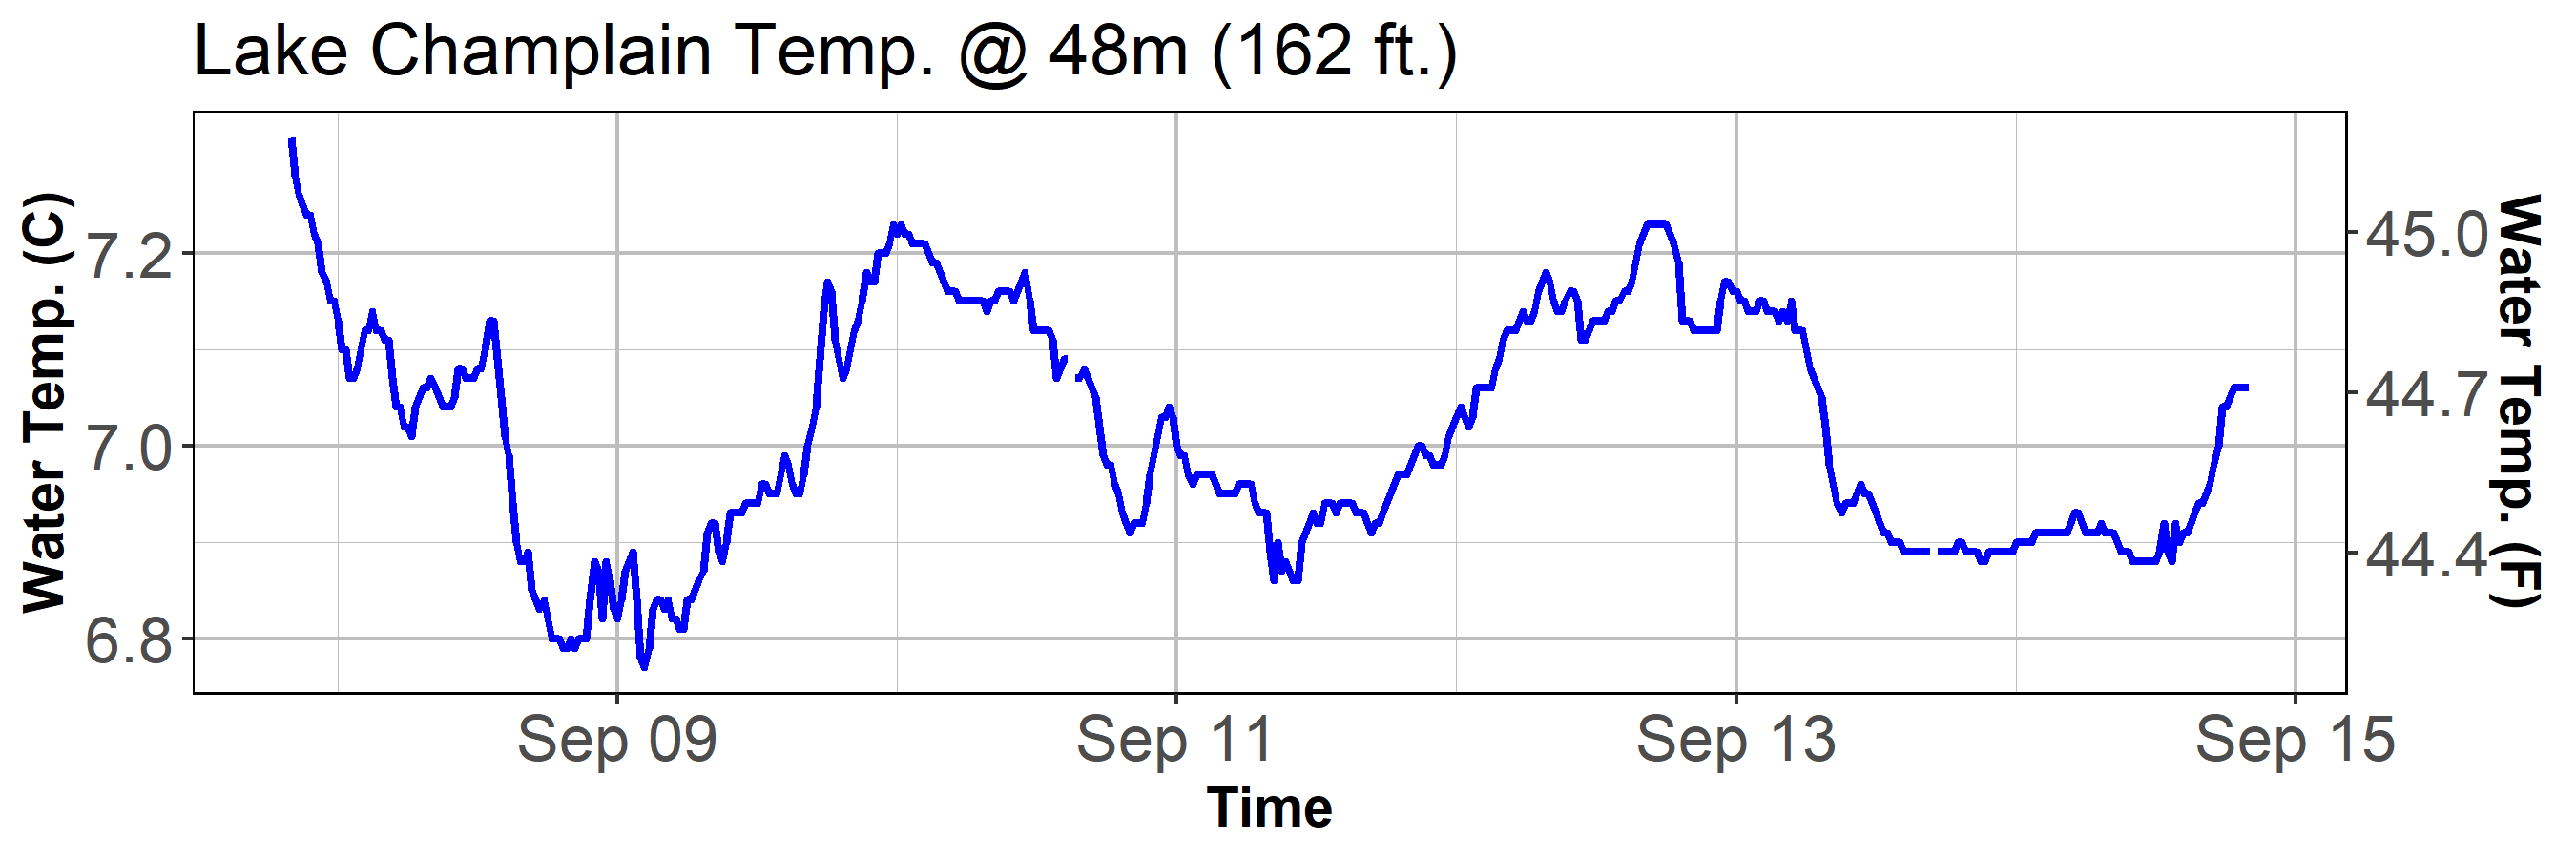 Lake Champlain Temp. @ 48m (162 ft.)
Water Temp. (C)
7.2
7.0
6.8
45.0
44.7
44.4
Water Temp. (F)
Sep 09
Sep 11
Sep 13
Sep 15
Time